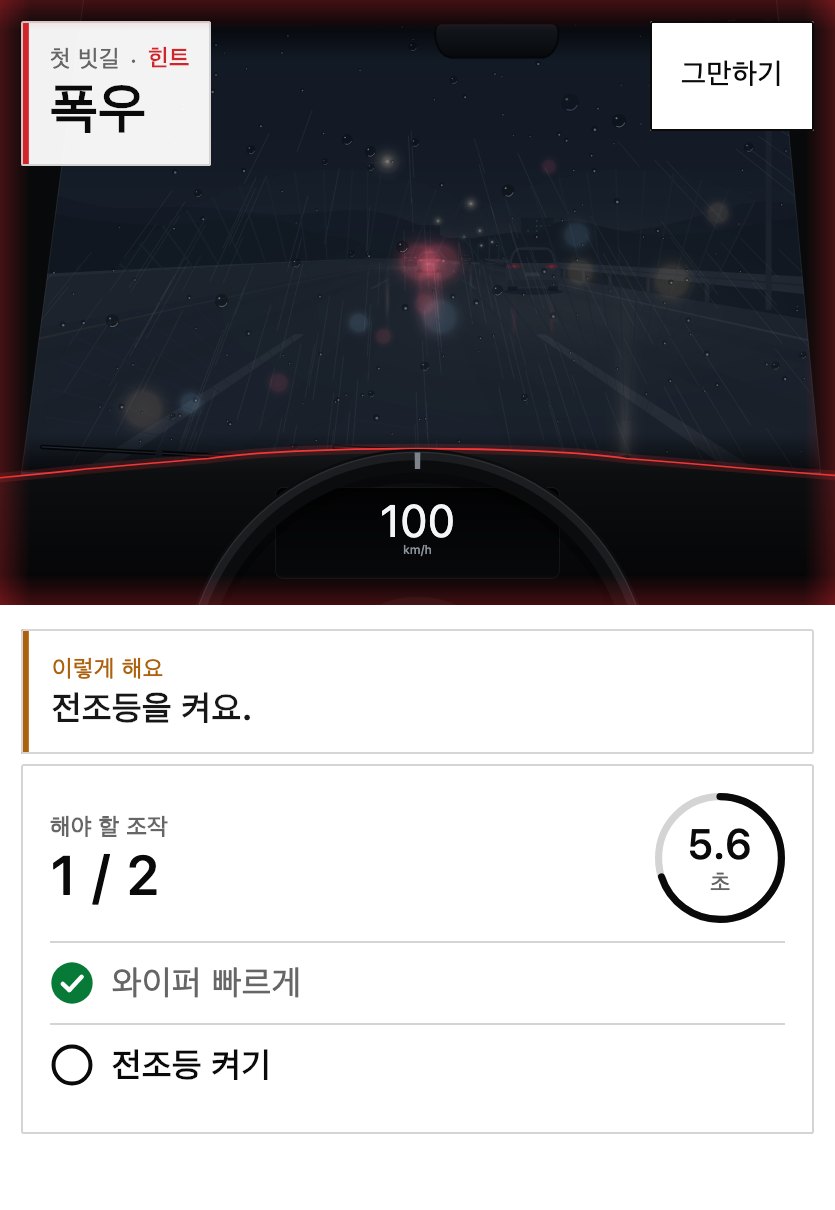 첫 빗길 · 힌트
폭우
그만하기
100
km/h
이렇게 해요
전조등을 켜요.
해야 할 조작
1 / 2
5.6
초
와이퍼 빠르게
전조등 켜기